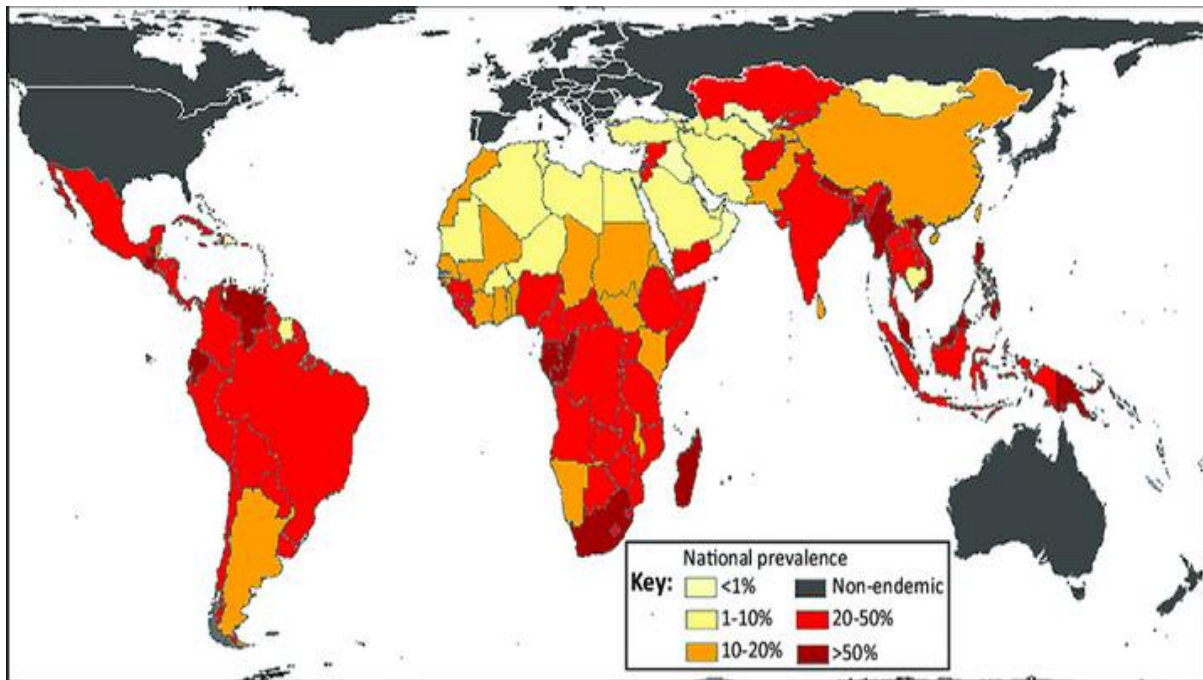 National prevalence
Key:
<1%
Non-endemic
1-10%
20-50%
10-20%
>50%